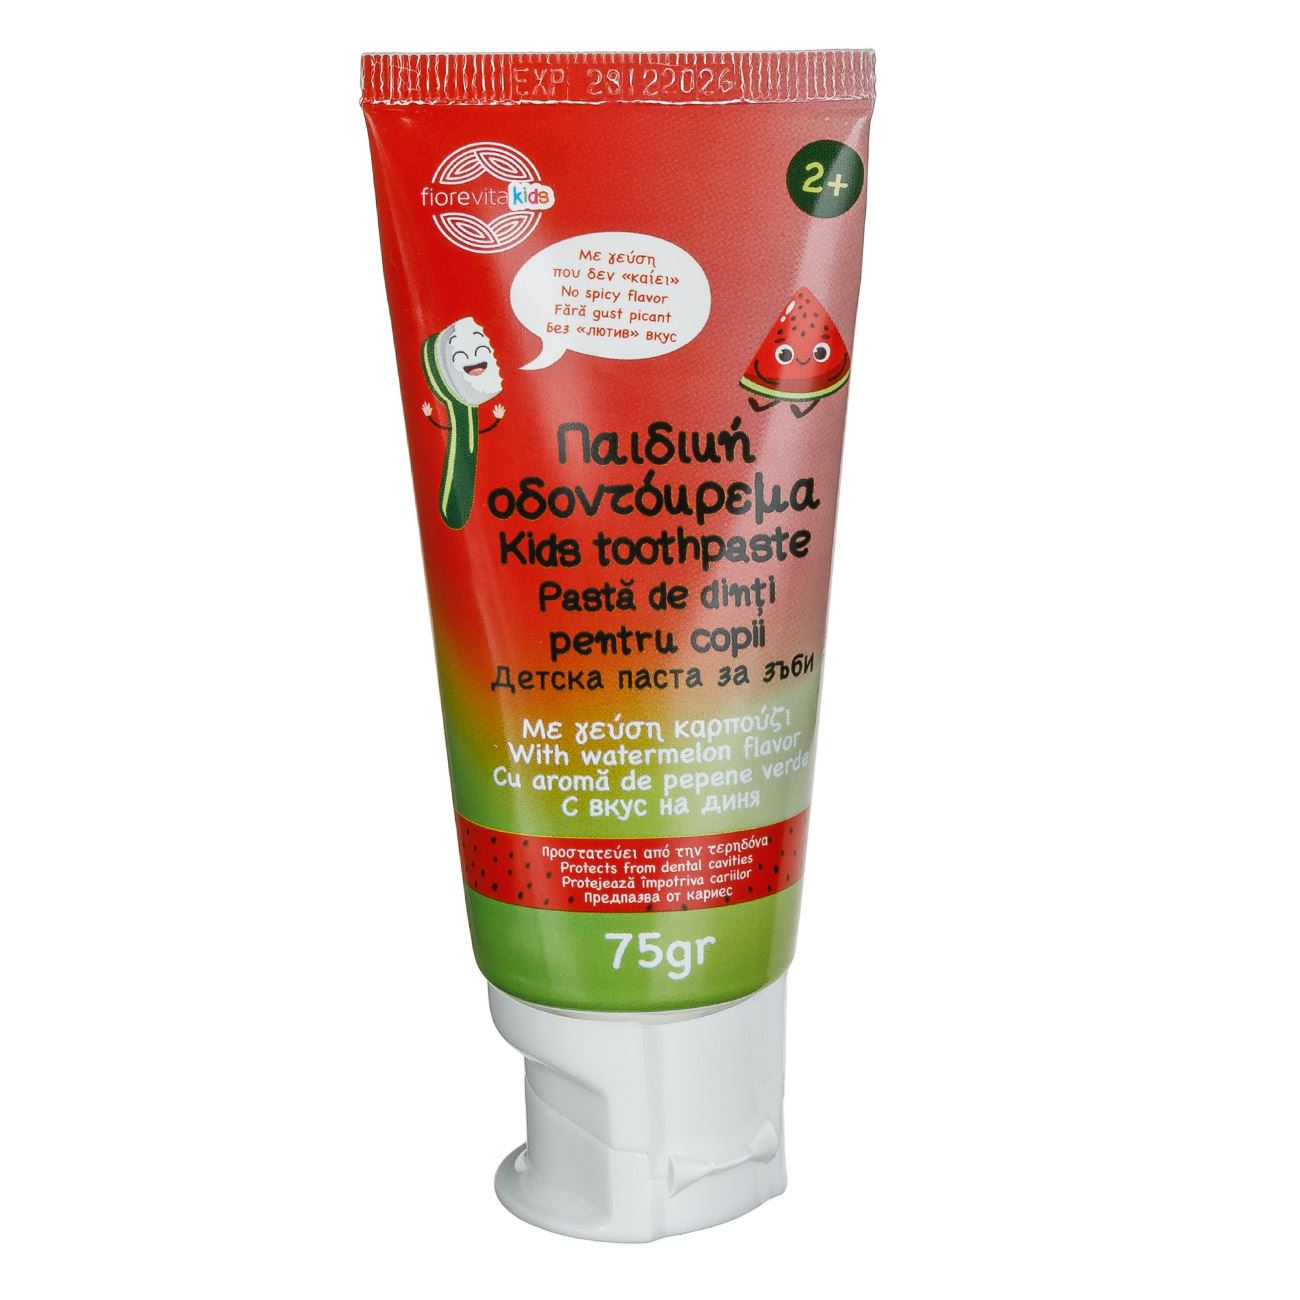 EXP 28122026
fiorevita kids
2+
Με γεύση
που δεν «καίει»
No spicy flavor
Fără gust picant
Без «лютив» вкус
Παιδική
οδοντόκρεμα
Kids toothpaste
Pastă de dinți
pentru copii
Детска паста за зъби
Με γεύση καρπούζι
With watermelon flavor
Cu aromă de pepene verde
С вкус на диня
Προστατεύει από την τερηδόνα
Protects from dental cavities
Protejează împotriva cariilor
Предпазва от кариес
75gr